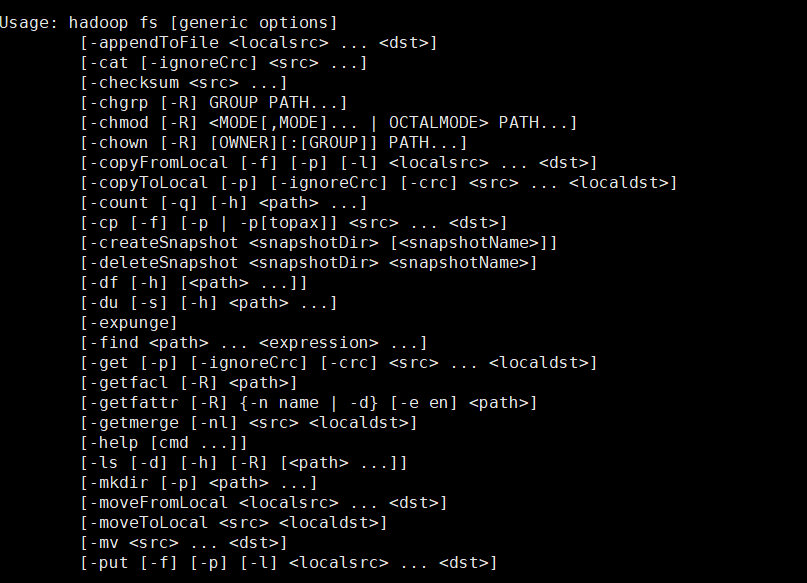 Usage: hadoop fs [generic options]
[-appendToFile <localsrc> ... <dst>]
[-cat [-ignoreCrc] <src> ...]
[-checksum <src> ...]
[-chgrp [-R] GROUP PATH...]
[-chmod [-R] <MODE[,MODE]... | OCTALMODE> PATH...]
[-chown [-R] [OWNER][:[GROUP]] PATH...]
[-copyFromLocal [-f] [-p] [-l] <localsrc> ... <dst>]
[-copyToLocal [-p] [-ignoreCrc] [-crc] <src> ... <localdst>]
[-count [-q] [-h] <path> ...]
[-cp [-f] [-p | -p[topax]] <src> ... <dst>]
[-createSnapshot <snapshotDir> [<snapshotName>]]
[-deleteSnapshot <snapshotDir> <snapshotName>]
[-df [-h] [<path> ...]]
[-du [-s] [-h] <path> ...]
[-expunge]
[-find <path> ... <expression> ...]
[-get [-p] [-ignoreCrc] [-crc] <src> ... <localdst>]
[-getfacl [-R] <path>]
[-getfattr [-R] {-n name | -d} [-e en] <path>]
[-getmerge [-nl] <src> <localdst>]
[-help [cmd ...]]
[-ls [-d] [-h] [-R] [<path> ...]]
[-mkdir [-p] <path> ...]
[-moveFromLocal <localsrc> ... <dst>]
[-moveToLocal <src> <localdst>]
[-mv <src> ... <dst>]
[-put [-f] [-p] [-l] <localsrc> ... <dst>]